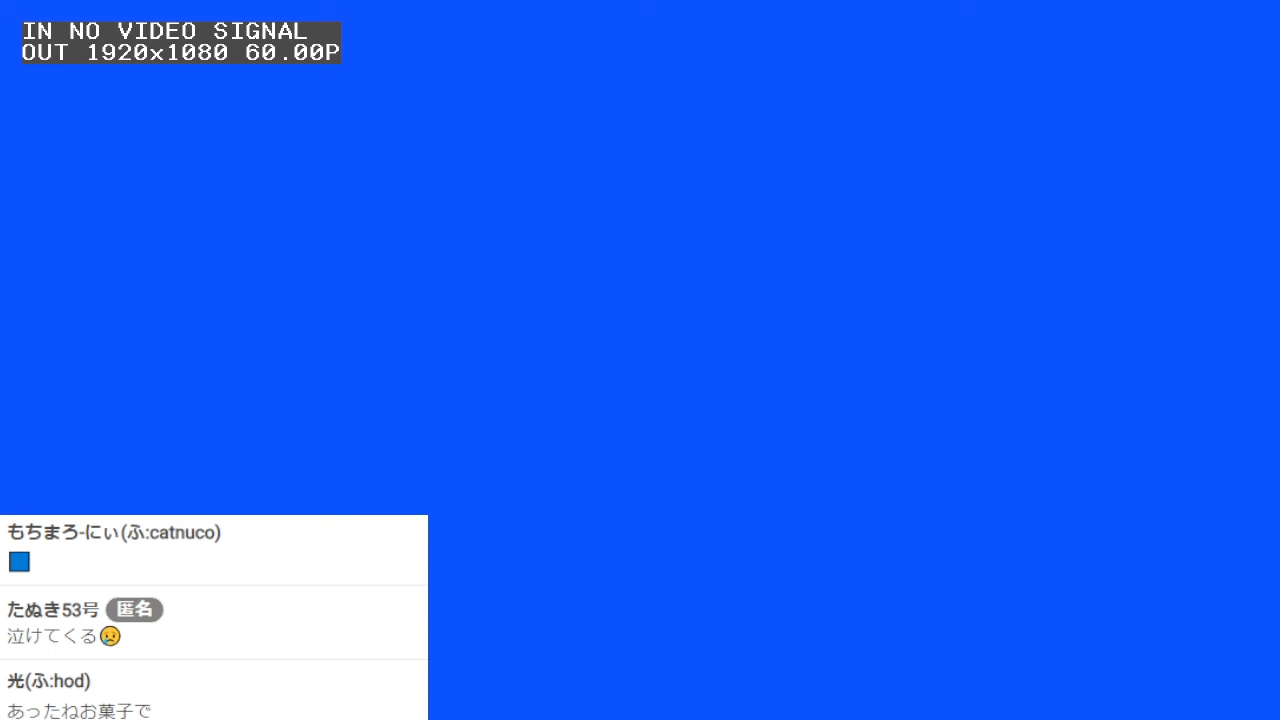 IN NO VIDEO SIGNAL
OUT 1920x1080 60.00P
もちまろ-にぃ(ふ:catnuco)
たぬき53号 匿名
泣けてくる😢
光(ふ:hod)
あったねお菓子で